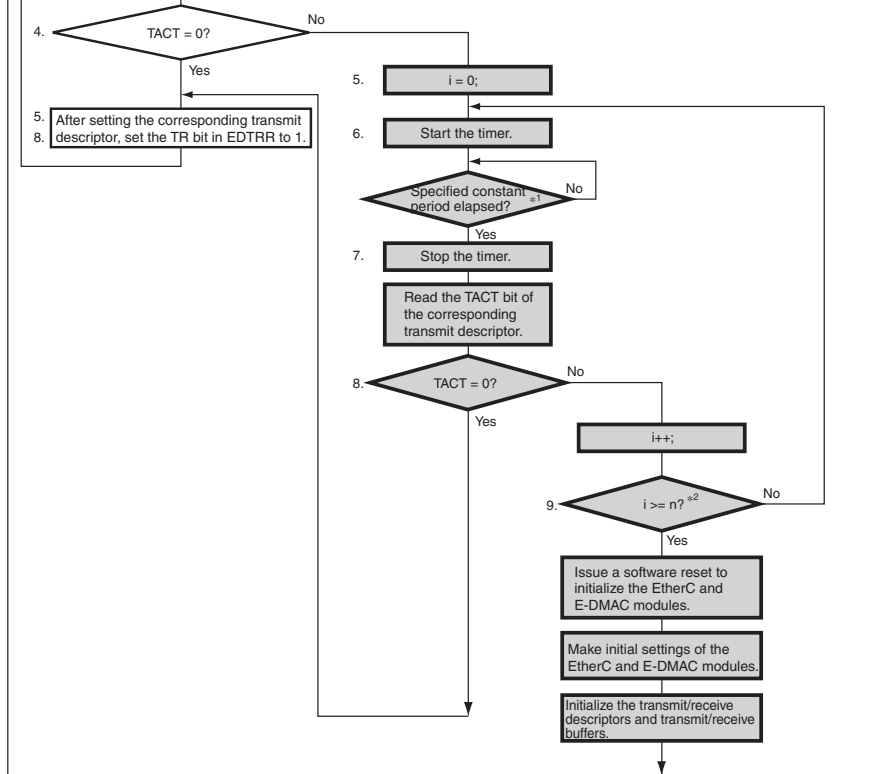 4.
TACT = 0?
No
Yes
5.
8.
After setting the corresponding transmit
descriptor, set the TR bit in EDTRR to 1.
5.
i = 0;
6.
Start the timer.
Specified constant
period elapsed?
*1
No
Yes
7.
Stop the timer.
Read the TACT bit of
the corresponding
transmit descriptor.
8.
TACT = 0?
No
Yes
i++;
9.
i >= n? *2
No
Yes
Issue a software reset to
initialize the EtherC and
E-DMAC modules.
Make initial settings of the
EtherC and E-DMAC modules.
Initialize the transmit/receive
descriptors and transmit/receive
buffers.